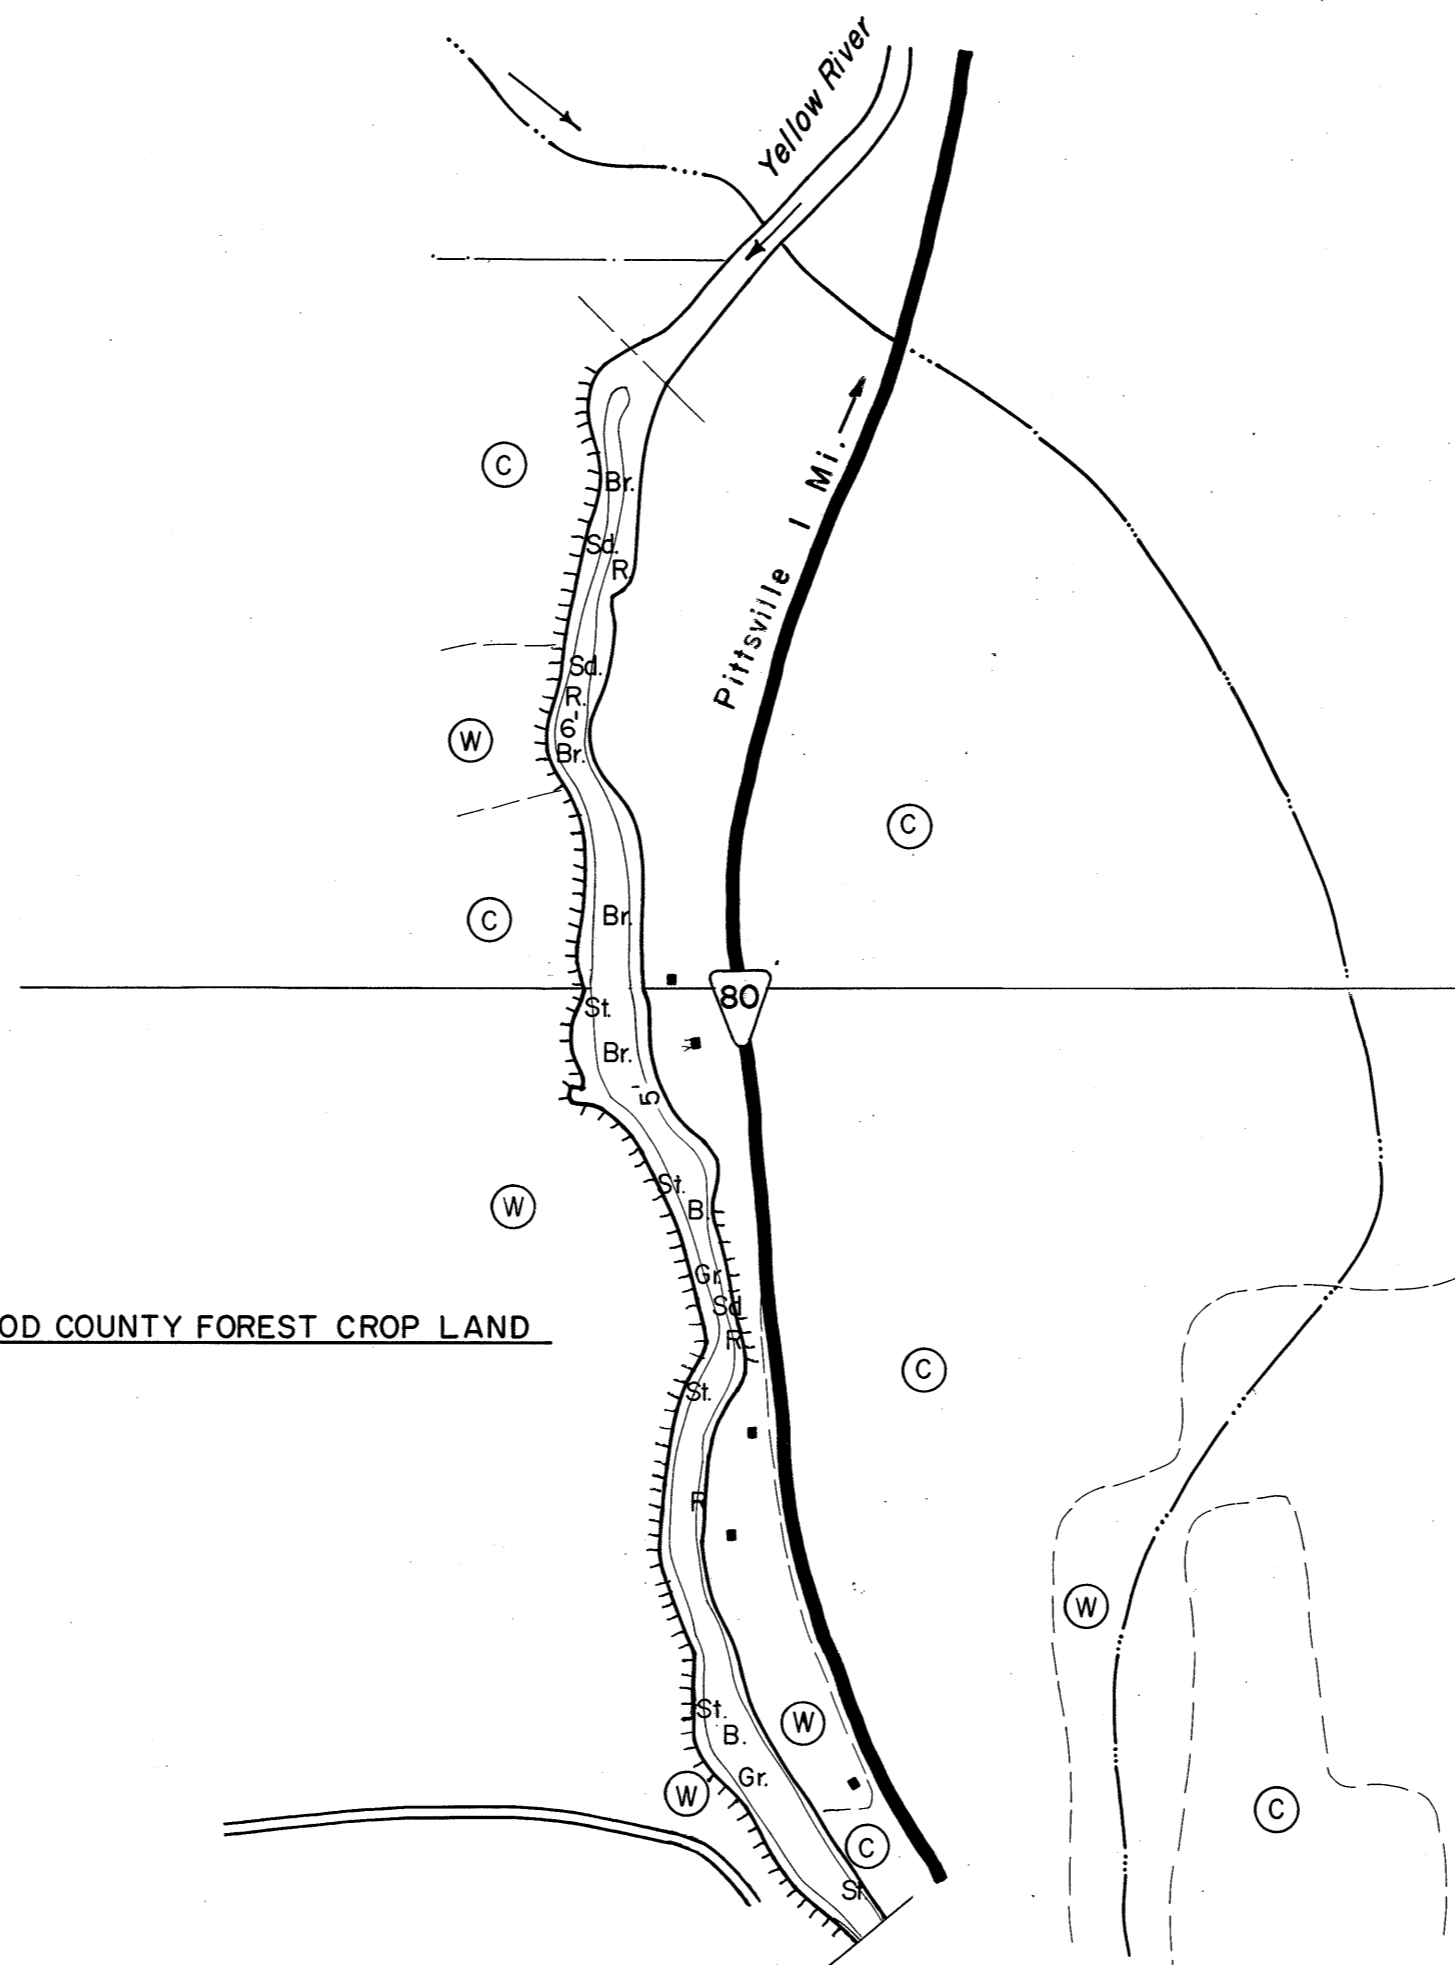 Yellow River
C
Br.
Pittsville 1 Mi.
Sd.
R.
Sd.
R.
W
6'
Br.
C
C
Br.
80
St.
Br.
5'
St.
W
B.
Gr.
Sd
OD COUNTY FOREST CROP LAND
R
C
St.
R
W
St.
W
B.
Gr.
W
C
C
St.